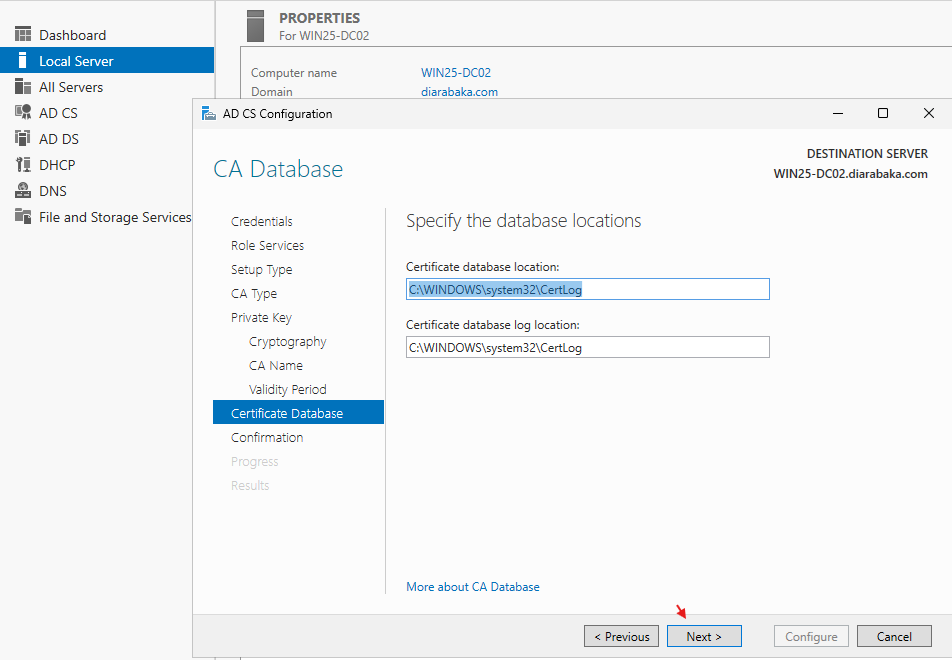 PROPERTIES
For WIN25-DC02
Dashboard
Local Server
All Servers
AD CS
AD DS
DHCP
DNS
File and Storage Services
Computer name WIN25-DC02
Domain diarabaka.com
AD CS Configuration
CA Database
DESTINATION SERVER
WIN25-DC02.diarabaka.com
Credentials
Role Services
Setup Type
CA Type
Private Key
Cryptography
CA Name
Validity Period
Certificate Database
Confirmation
Progress
Results
Specify the database locations
Certificate database location:
C:\WINDOWS\system32\CertLog
Certificate database log location:
C:\WINDOWS\system32\CertLog
More about CA Database
< Previous Next > Configure Cancel